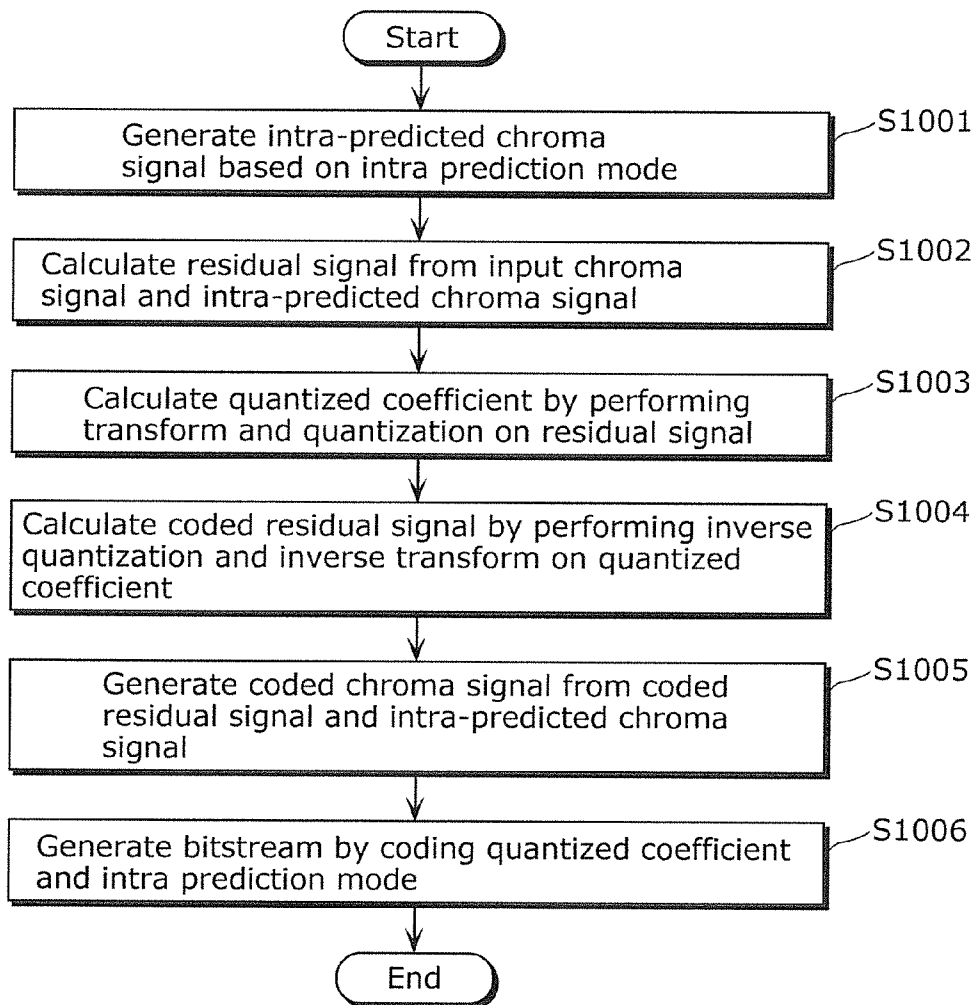 Start
S1001
Generate intra-predicted chroma
signal based on intra prediction mode
S1002
Calculate residual signal from input chroma
signal and intra-predicted chroma signal
S1003
Calculate quantized coefficient by performing
transform and quantization on residual signal
S1004
Calculate coded residual signal by performing inverse
quantization and inverse transform on quantized
coefficient
S1005
Generate coded chroma signal from coded
residual signal and intra-predicted chroma
signal
S1006
Generate bitstream by coding quantized coefficient
and intra prediction mode
End